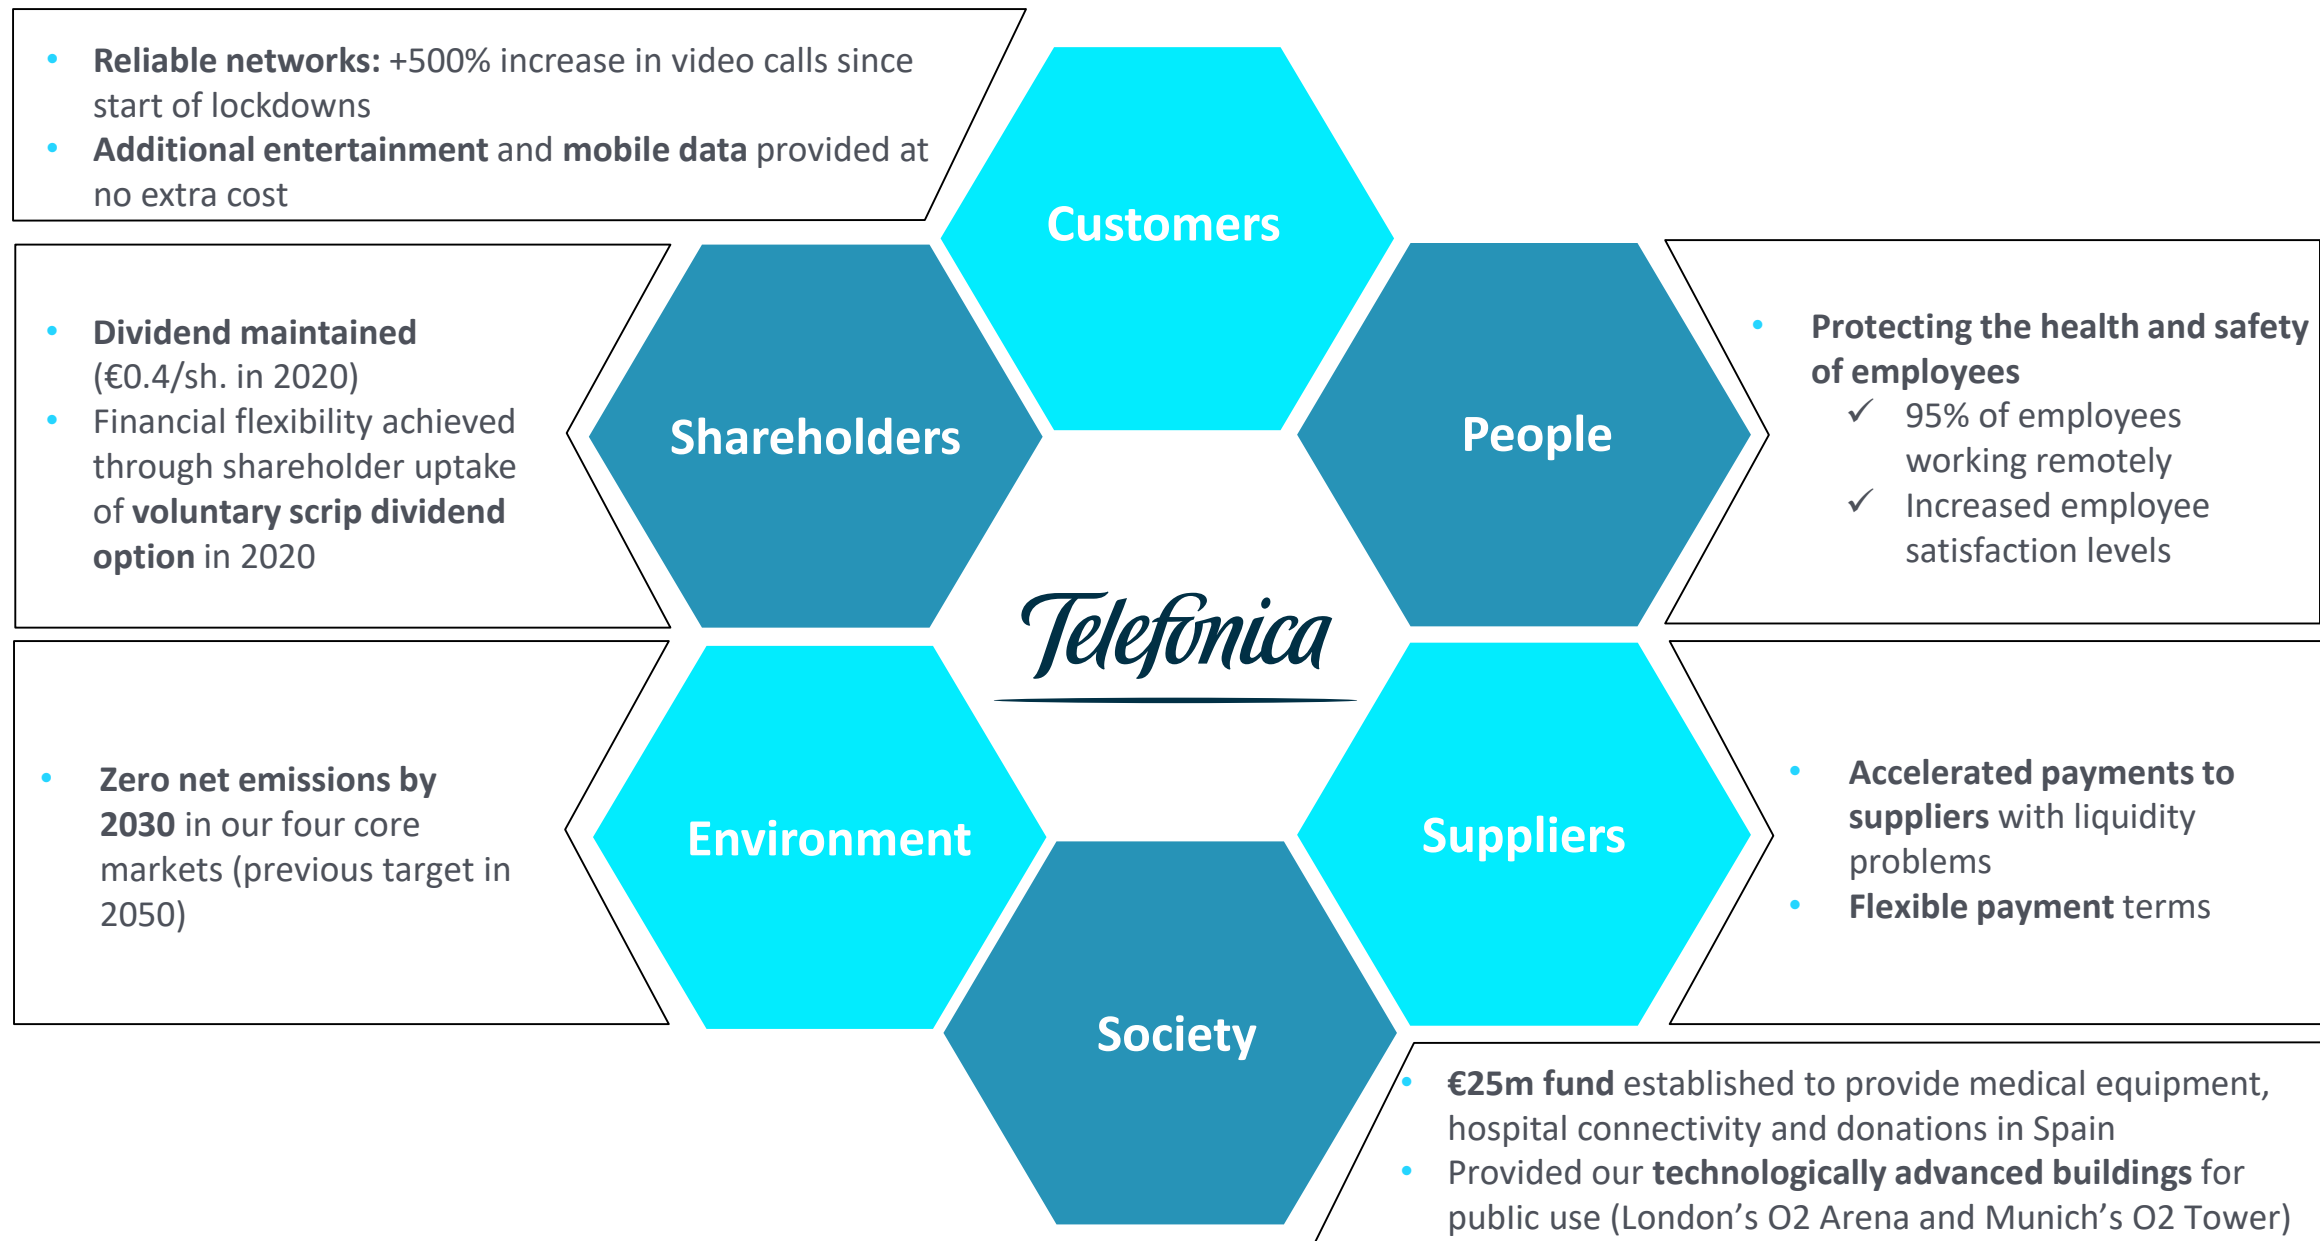 • Reliable networks: +500% increase in video calls since
start of lockdowns
• Additional entertainment and mobile data provided at
no extra cost
Customers
• Dividend maintained
(€0.4/sh. in 2020)
• Financial flexibility achieved
through shareholder uptake
of voluntary scrip dividend
option in 2020
Shareholders
People
• Protecting the health and safety
of employees
✓ 95% of employees
working remotely
✓ Increased employee
satisfaction levels
Telefónica
• Zero net emissions by
2030 in our four core
markets (previous target in
2050)
Environment
Suppliers
• Accelerated payments to
suppliers with liquidity
problems
• Flexible payment terms
Society
• €25m fund established to provide medical equipment,
hospital connectivity and donations in Spain
• Provided our technologically advanced buildings for
public use (London’s O2 Arena and Munich’s O2 Tower)